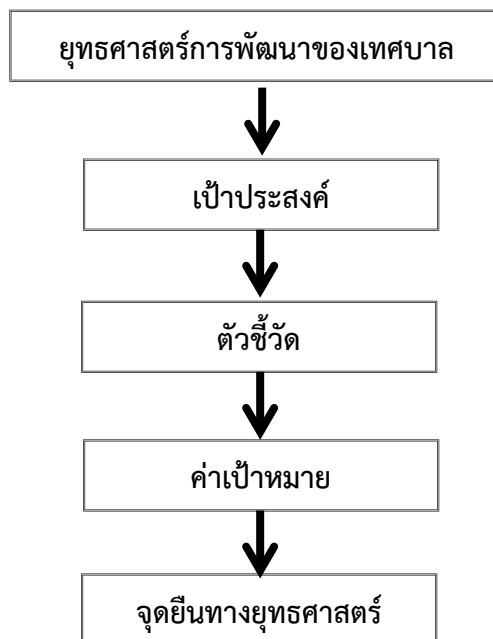 ยุทธศาสตร์การพัฒนาของเทศบาล
เป้าประสงค์
ตัวชี้วัด
ค่าเป้าหมาย
จุดยืนทางยุทธศาสตร์